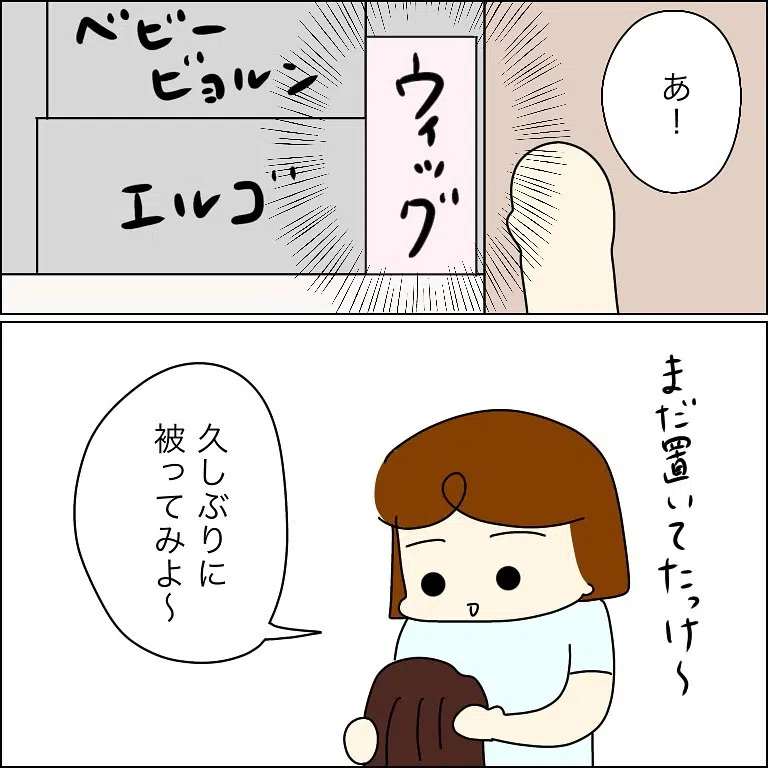 あ！
ウィッグ
ベビー
ビョルン
エルゴ
まだ置いてたっけ〜
久しぶりに
被ってみよ〜